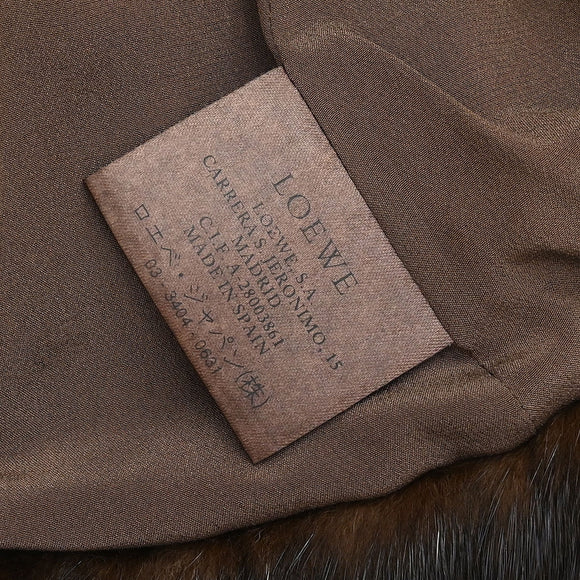 LOEWE
LOEWE, S.A.
CARRERA S. JERONIMO, 15
MADRID
C.I.F. A 28003861
MADE IN SPAIN
ロエベ・ジャパン(株)
03-3404-0631